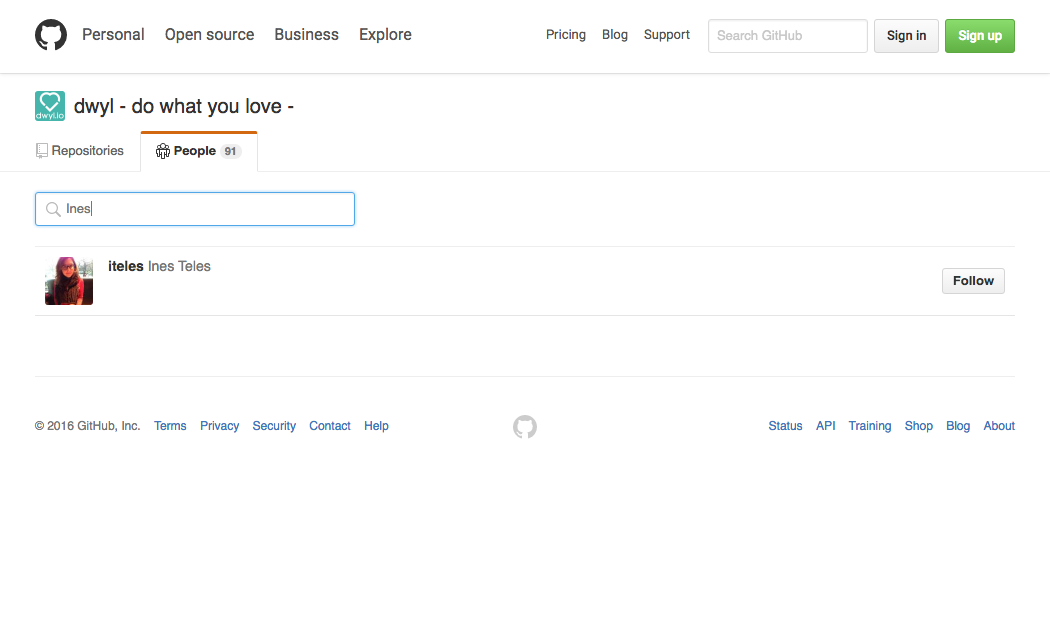 Personal Open source Business Explore Pricing Blog Support Search GitHub Sign in Sign up
dwyl.io dwyl - do what you love -
Repositories People 91
Ines
iteles Ines Teles
Follow
© 2016 GitHub, Inc. Terms Privacy Security Contact Help Status API Training Shop Blog About